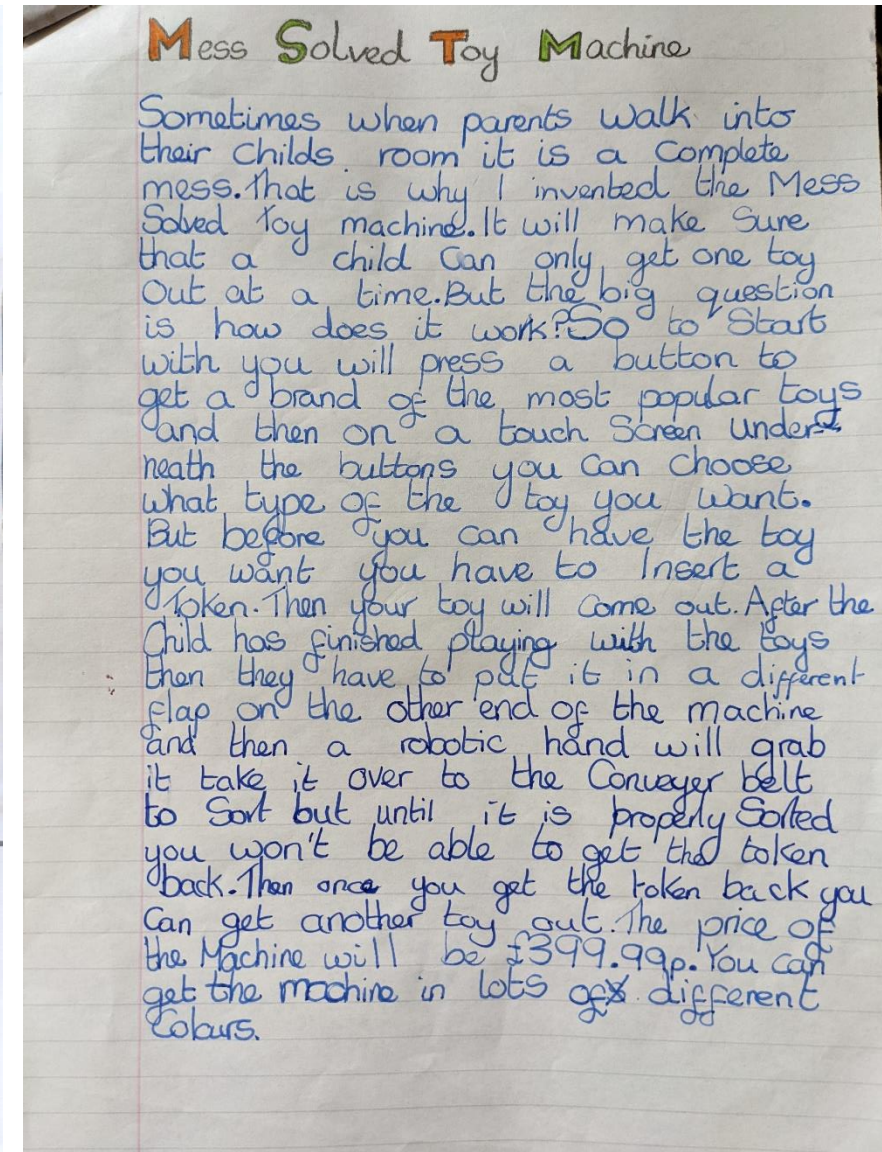 Mess Solved Toy Machine
Sometimes when parents walk into
their childs room it is a Complete
mess. That is why I invented the Mess
Solved Toy machine. It will make Sure
that a child Can only get one toy
Out at a time. But the big question
is how does it work? So to Start
with you will press a button to
get a brand of the most popular toys
and then on a touch Screen under
neath the buttons you Can choose
what type of the toy you want.
But before you can have the toy
you want you have to Insert a
Token. Then your toy will Come out. After the
Child has finished playing with the toys
then they have to put it in a different
flap on the other end of the machine
and then a robotic hand will grab
it take it over to the Conveyer belt
to Sort but until it is properly Sorted
you won't be able to get the token
back. Then once you get the token back you
Can get another toy out. The price of
the Machine will be £399.99p. You can
get the machine in lots of different
Colours.